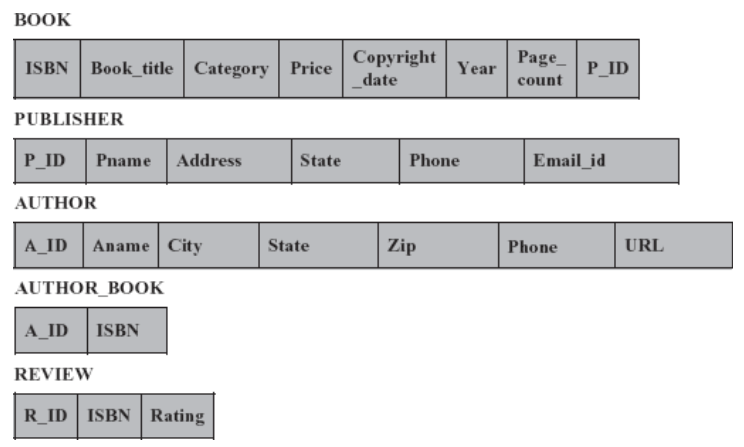 BOOK
ISBN Book_title Category Price Copyright_date Year Page_count P_ID
PUBLISHER
P_ID Pname Address State Phone Email_id
AUTHOR
A_ID Aname City State Zip Phone URL
AUTHOR_BOOK
A_ID ISBN
REVIEW
R_ID ISBN Rating